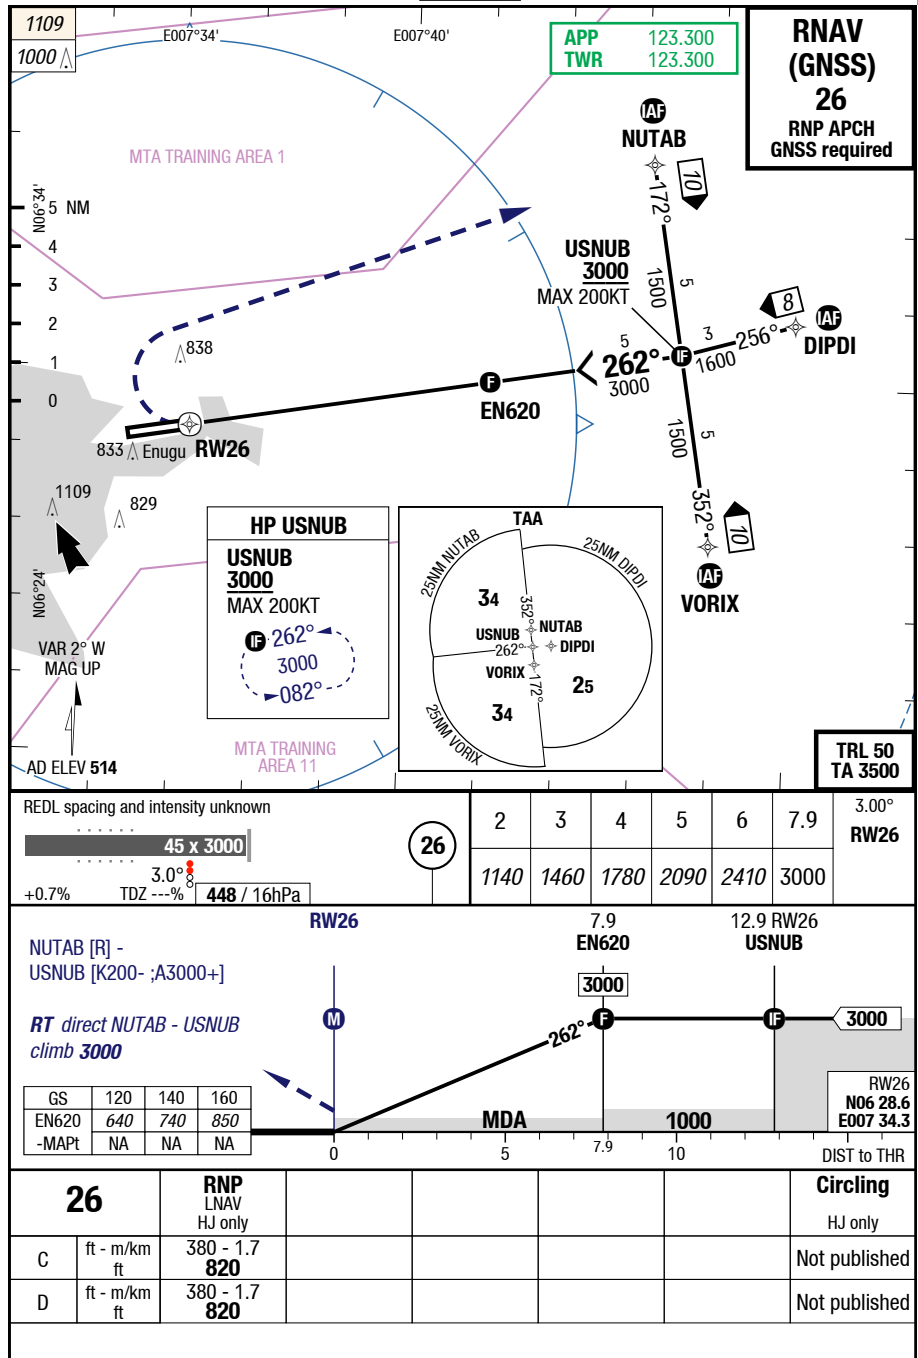 1109
1000
E007°34'
E007°40'
APP 123.300
TWR 123.300
RNAV
(GNSS)
26
RNP APCH
GNSS required
MTA TRAINING AREA 1
IAF
NUTAB
10
172°
N06°34'
5 NM
4
3
2
1
0
USNUB
3000
MAX 200KT
1500
5
IF
8
IAF
DIPDI
256°
3
1600
5
262°
3000
838
F
EN620
833
Enugu
RW26
1109
829
1500
5
352°
10
IAF
VORIX
N06°24'
HP USNUB
USNUB
3000
MAX 200KT
IF
262°
3000
082°
TAA
25NM NUTAB
25NM DIPDI
34
352°
NUTAB
USNUB
262°
DIPDI
VORIX
172°
25
34
25NM VORIX
VAR 2° W
MAG UP
AD ELEV 514
MTA TRAINING
AREA 11
TRL 50
TA 3500
REDL spacing and intensity unknown
45 x 3000
3.0°
+0.7%
TDZ ---%
448 / 16hPa
26
2 3 4 5 6 7.9 3.00°
RW26
1140 1460 1780 2090 2410 3000
RW26
7.9
EN620
12.9 RW26
USNUB
NUTAB [R] -
USNUB [K200- ;A3000+]
RT direct NUTAB - USNUB
climb 3000
3000
M
F
IF
3000
262°
GS 120 140 160
EN620 640 740 850
-MAPt NA NA NA
MDA
1000
RW26
N06 28.6
E007 34.3
0
5
7.9
10
DIST to THR
26
RNP
LNAV
HJ only
Circling
HJ only
C
ft - m/km
ft
380 - 1.7
820
Not published
D
ft - m/km
ft
380 - 1.7
820
Not published